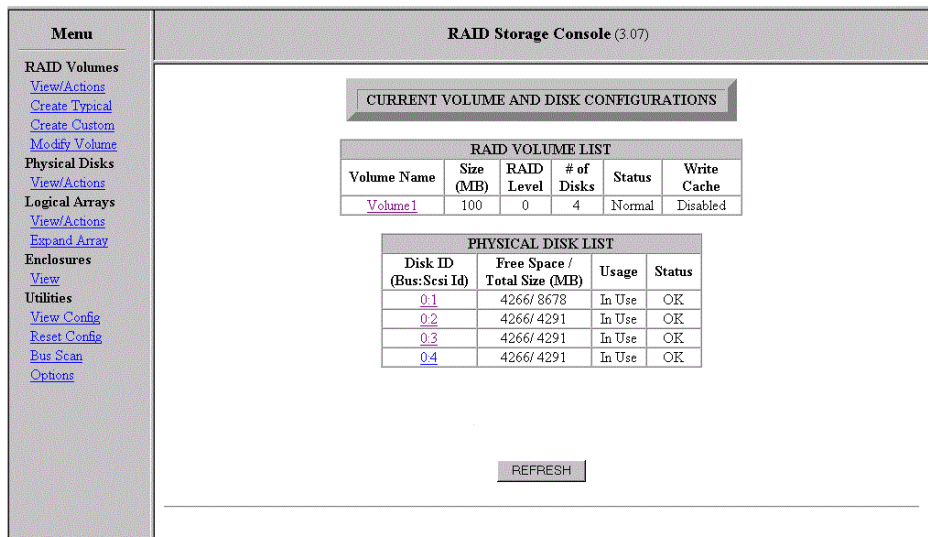 Menu
RAID Volumes
View/Actions
Create Typical
Create Custom
Modify Volume
Physical Disks
View/Actions
Logical Arrays
View/Actions
Expand Array
Enclosures
View
Utilities
View Config
Reset Config
Bus Scan
Options
RAID Storage Console (3.07)
CURRENT VOLUME AND DISK CONFIGURATIONS
RAID VOLUME LIST
Volume Name Size (MB) RAID Level # of Disks Status Write Cache
Volume1 100 0 4 Normal Disabled
PHYSICAL DISK LIST
Disk ID (Bus:Scsi Id) Free Space / Total Size (MB) Usage Status
0:1 4266/ 8678 In Use OK
0:2 4266/ 4291 In Use OK
0:3 4266/ 4291 In Use OK
0:4 4266/ 4291 In Use OK
REFRESH